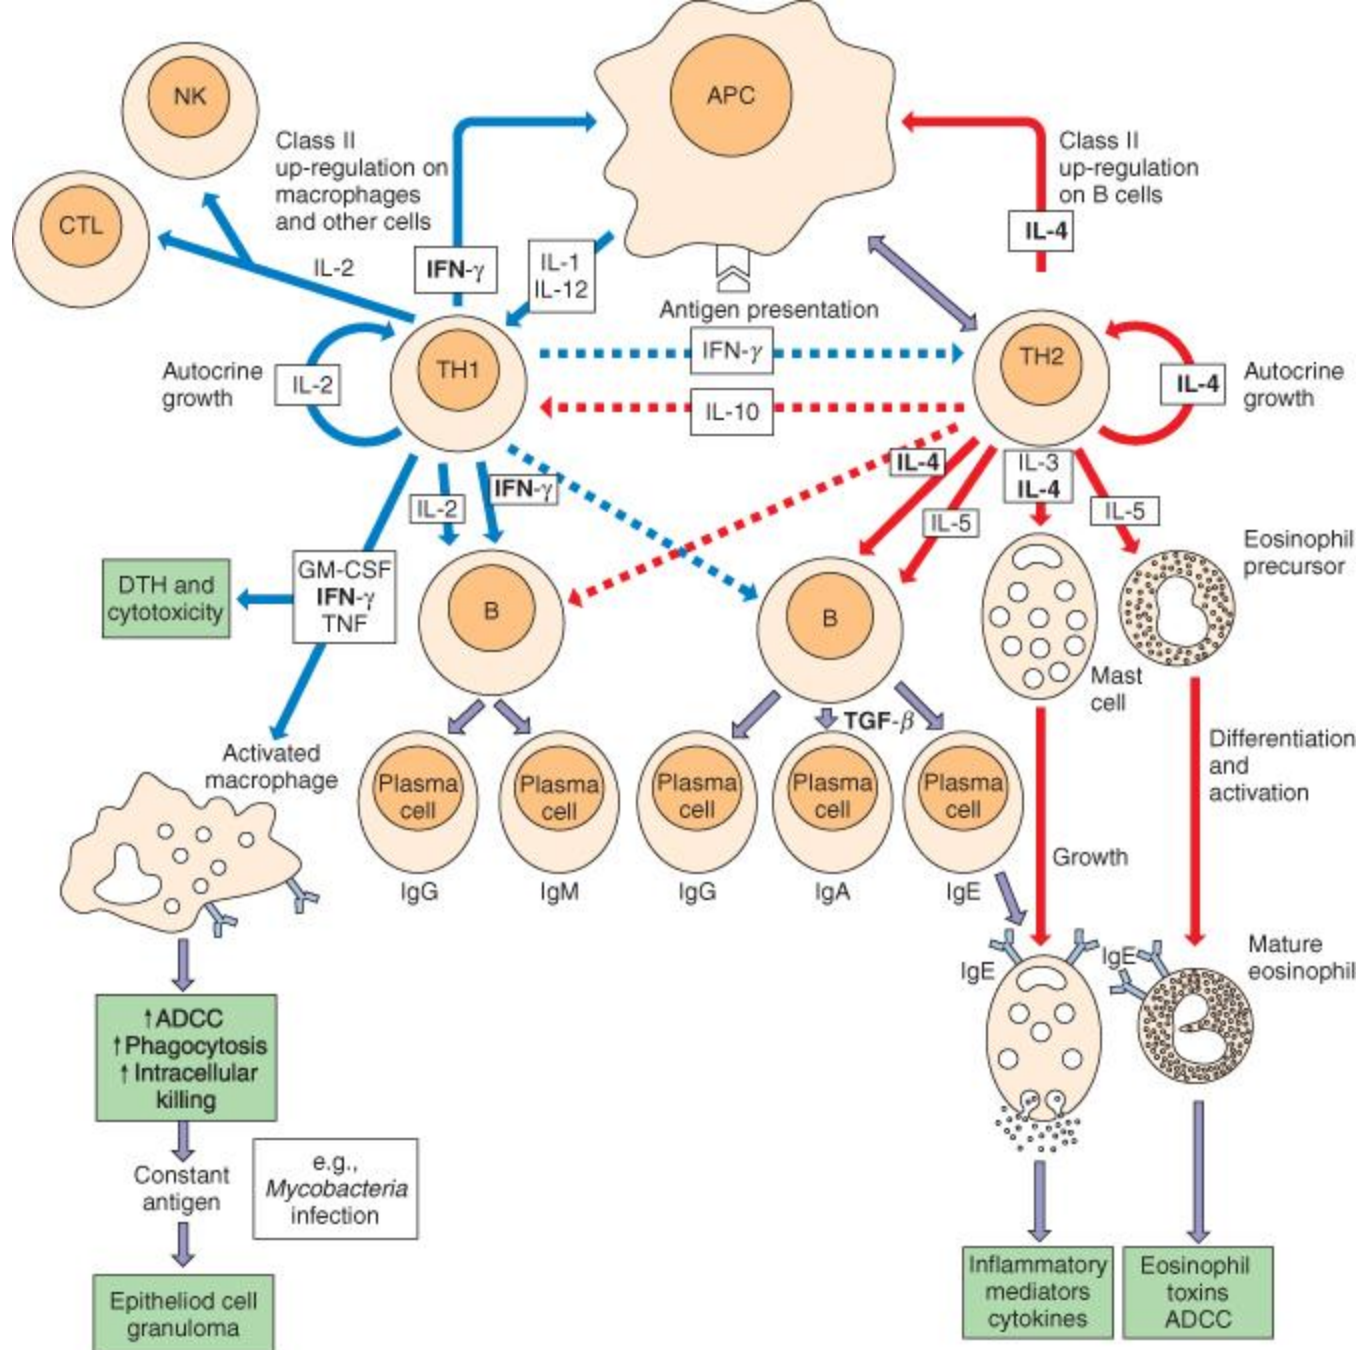 NK
APC
Class II
up-regulation on
macrophages
and other cells
Class II
up-regulation
on B cells
CTL
IL-4
IL-2
IFN-γ
IL-1
IL-12
Antigen presentation
TH1
IFN-γ
TH2
Autocrine
growth
IL-2
IL-10
IL-4
Autocrine
growth
IL-4
IL-3
IL-4
IL-2
IFN-γ
IL-5
IL-5
Eosinophil
precursor
DTH and
cytotoxicity
GM-CSF
IFN-γ
TNF
B
B
Mast
cell
TGF-β
Activated
macrophage
Plasma
cell
Plasma
cell
Plasma
cell
Plasma
cell
Plasma
cell
Differentiation
and
activation
Growth
IgG
IgM
IgG
IgA
IgE
IgE
IgE
Mature
eosinophil
↑ADCC
↑Phagocytosis
↑Intracellular
killing
Constant
antigen
e.g.,
Mycobacteria
infection
Epitheliod cell
granuloma
Inflammatory
mediators
cytokines
Eosinophil
toxins
ADCC